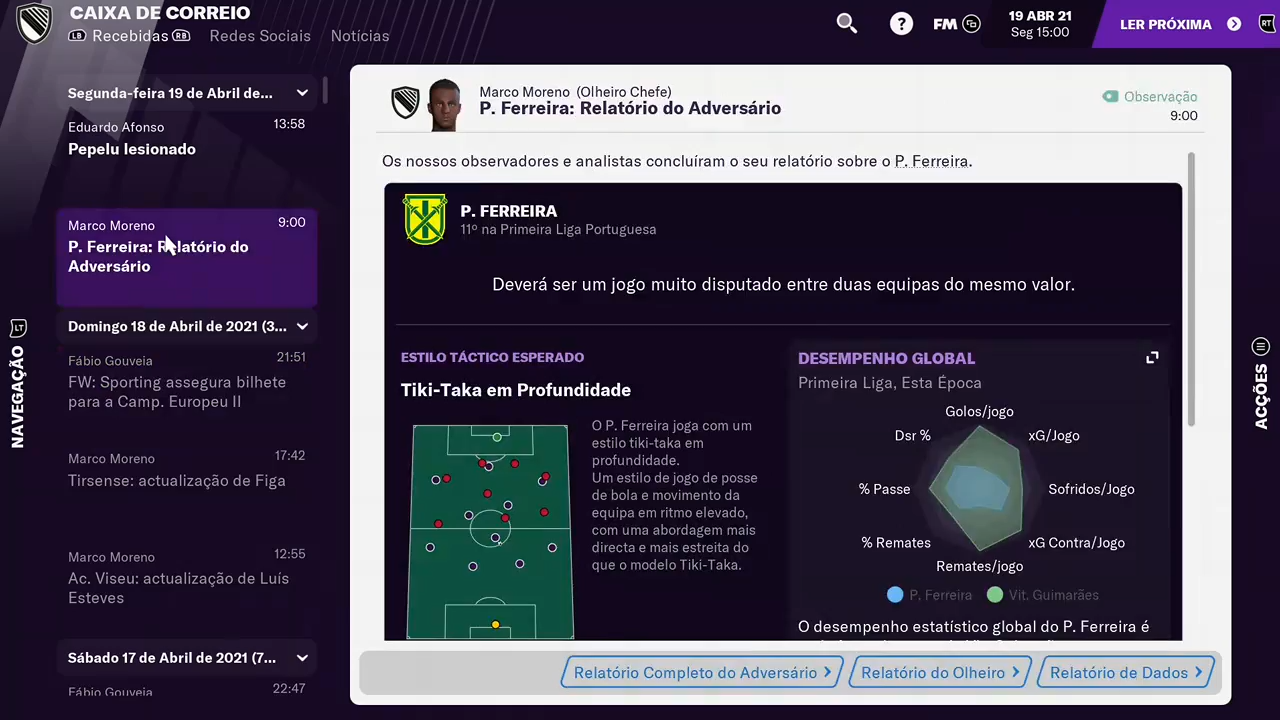 CAIXA DE CORREIO
LB Recebidas RB Redes Sociais Notícias
? FM 19 ABR 21
Seg 15:00
LER PRÓXIMA RT
LT NAVEGAÇÃO
Segunda-feira 19 de Abril de...
Eduardo Afonso 13:58
Pepelu lesionado
Marco Moreno 9:00
P. Ferreira: Relatório do
Adversário
Domingo 18 de Abril de 2021 (3...
Fábio Gouveia 21:51
FW: Sporting assegura bilhete
para a Camp. Europeu II
Marco Moreno 17:42
Tirsense: actualização de Figa
Marco Moreno 12:55
Ac. Viseu: actualização de Luís
Esteves
Sábado 17 de Abril de 2021 (7...
Fábio Gouveia 22:47
Marco Moreno (Olheiro Chefe)
P. Ferreira: Relatório do Adversário
Observação
9:00
Os nossos observadores e analistas concluíram o seu relatório sobre o P. Ferreira.
P. FERREIRA
11º na Primeira Liga Portuguesa
Deverá ser um jogo muito disputado entre duas equipas do mesmo valor.
ESTILO TÁCTICO ESPERADO
Tiki-Taka em Profundidade
O P. Ferreira joga com um
estilo tiki-taka em
profundidade.
Um estilo de jogo de posse
de bola e movimento da
equipa em ritmo elevado,
com uma abordagem mais
directa e mais estreita do
que o modelo Tiki-Taka.
DESEMPENHO GLOBAL
Primeira Liga, Esta Época
Golos/jogo
Dsr % xG/Jogo
% Passe Sofridos/Jogo
% Remates xG Contra/Jogo
Remates/jogo
P. Ferreira Vit. Guimarães
O desempenho estatístico global do P. Ferreira é
Relatório Completo do Adversário
Relatório do Olheiro
Relatório de Dados
ACÇÕES